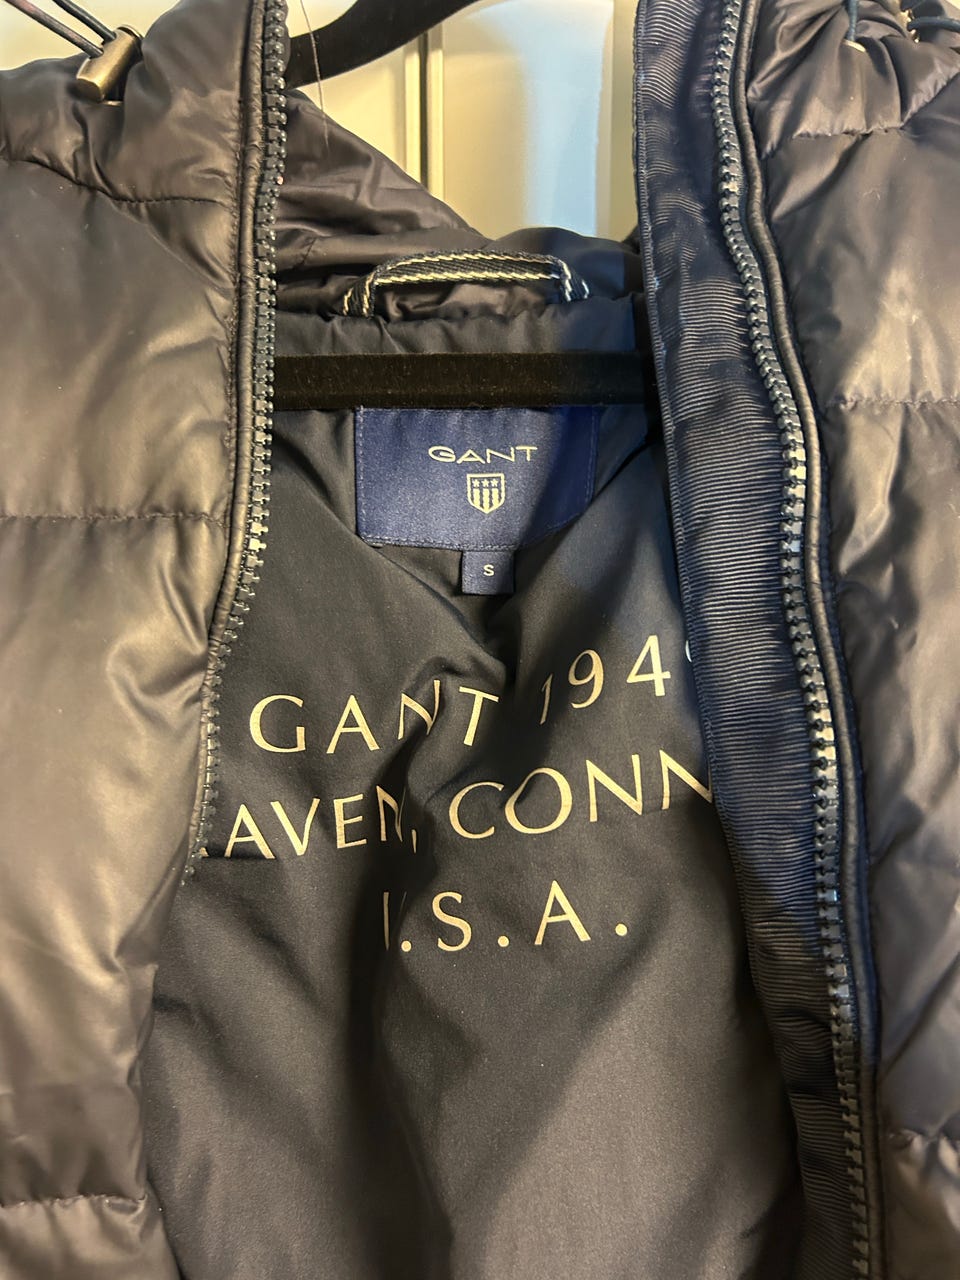 GANT
S
GANT 194
AVEN, CONN
.S.A.